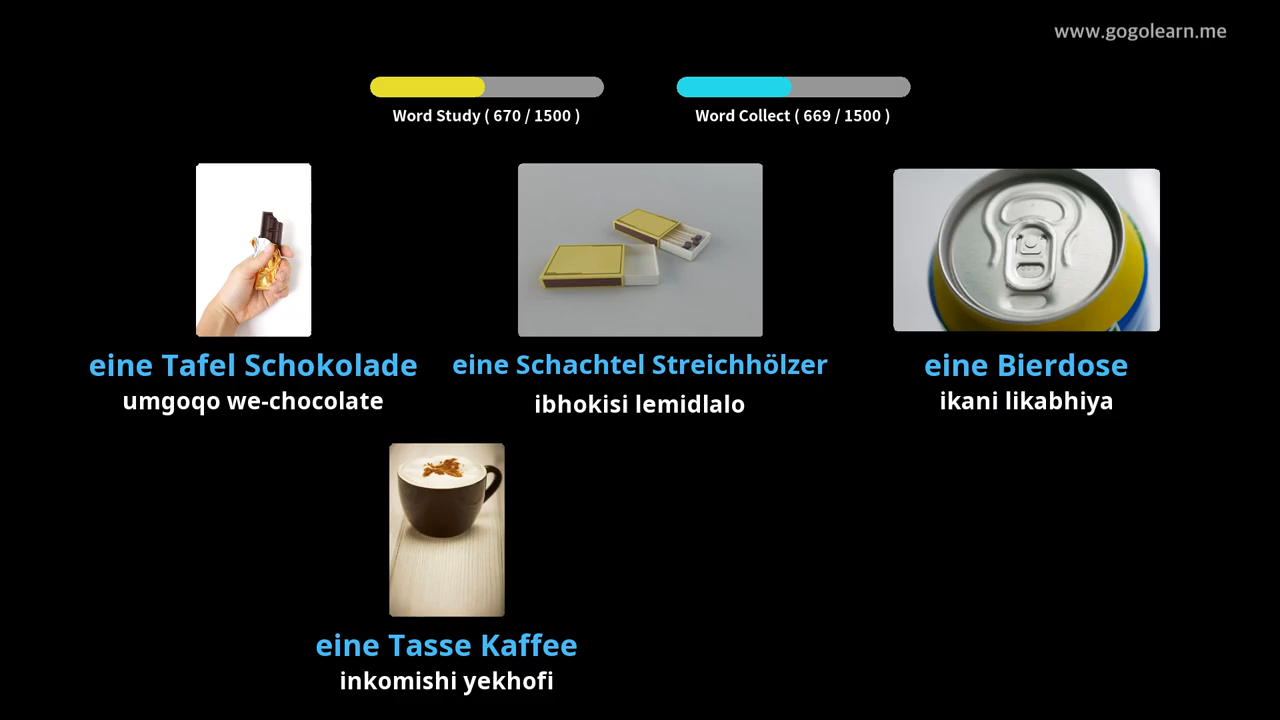 www.gogolearn.me
Word Study ( 670 / 1500 )
Word Collect ( 669 / 1500 )
eine Tafel Schokolade
umgoqo we-chocolate
eine Schachtel Streichhölzer
ibhokisi lemidlalo
eine Bierdose
ikani likabhiya
eine Tasse Kaffee
inkomishi yekhofi